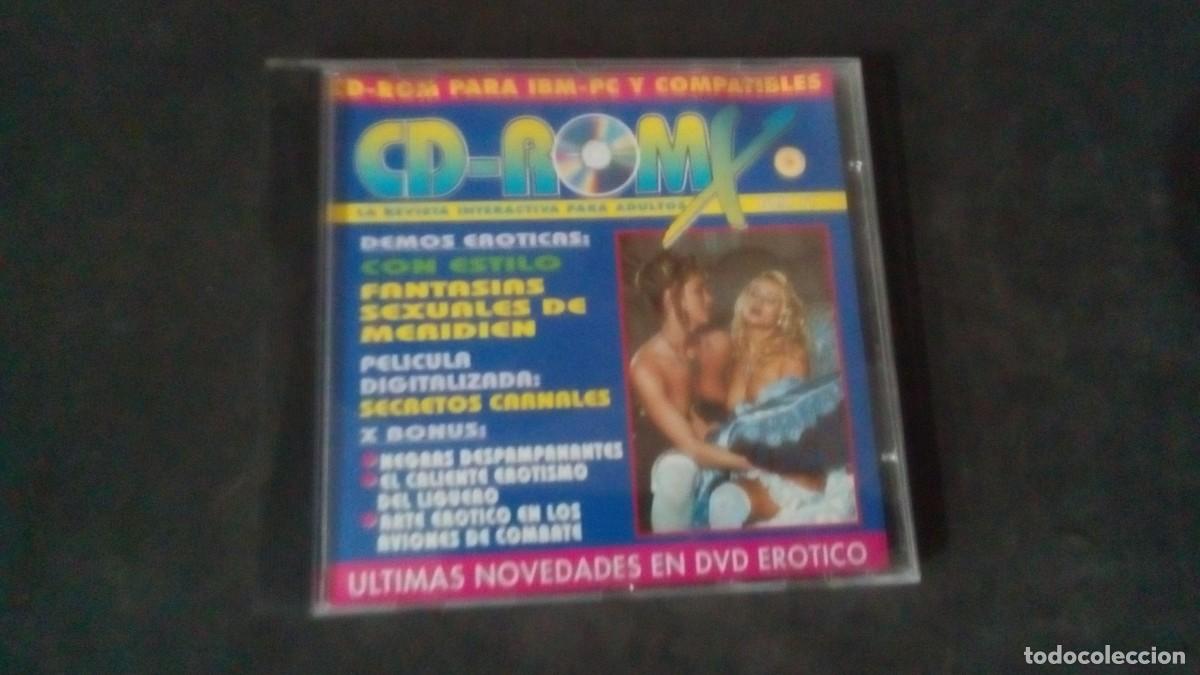 CD-ROM PARA IBM-PC Y COMPATIBLES
CD-ROM X
LA REVISTA INTERACTIVA PARA ADULTOS
DEMOS EROTICAS:
CON ESTILO
FANTASIAS
SEXUALES DE
MERIDIEN
PELICULA
DIGITALIZADA:
SECRETOS CARNALES
X BONUS:
NEGRAS DESPAMPANANTES
EL CALIENTE EROTISMO
DEL LIGUERO
ARTE EROTICO EN LOS
AVIONES DE COMBATE
ULTIMAS NOVEDADES EN DVD EROTICO
todocoleccion